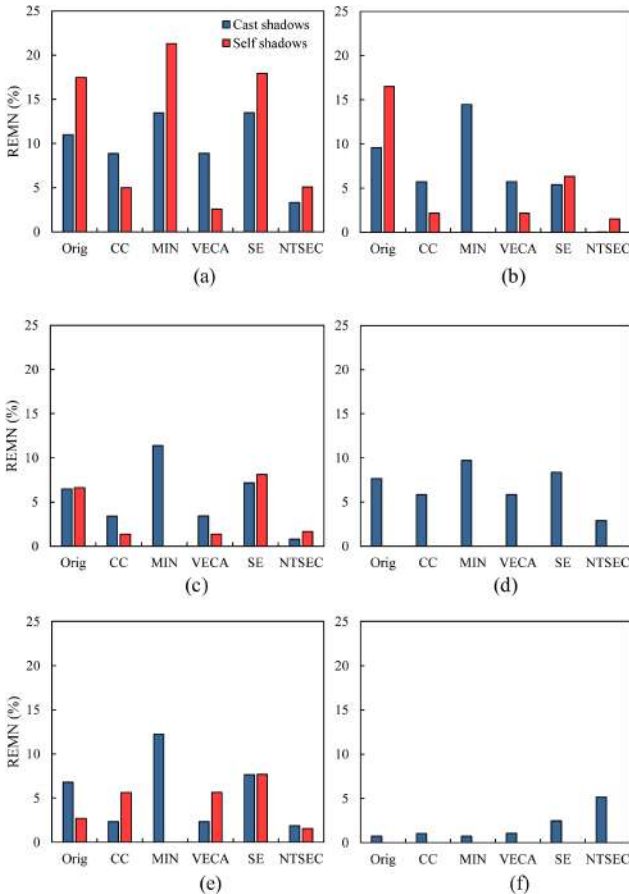 25
Cast shadows
Self shadows
20
15
10
5
0
REMN (%)
Orig CC MIN VECA SE NTSEC
(a)
25
20
15
10
5
0
Orig CC MIN VECA SE NTSEC
(b)
25
20
15
10
5
0
REMN (%)
Orig CC MIN VECA SE NTSEC
(c)
25
20
15
10
5
0
Orig CC MIN VECA SE NTSEC
(d)
25
20
15
10
5
0
REMN (%)
Orig CC MIN VECA SE NTSEC
(e)
25
20
15
10
5
0
Orig CC MIN VECA SE NTSEC
(f)